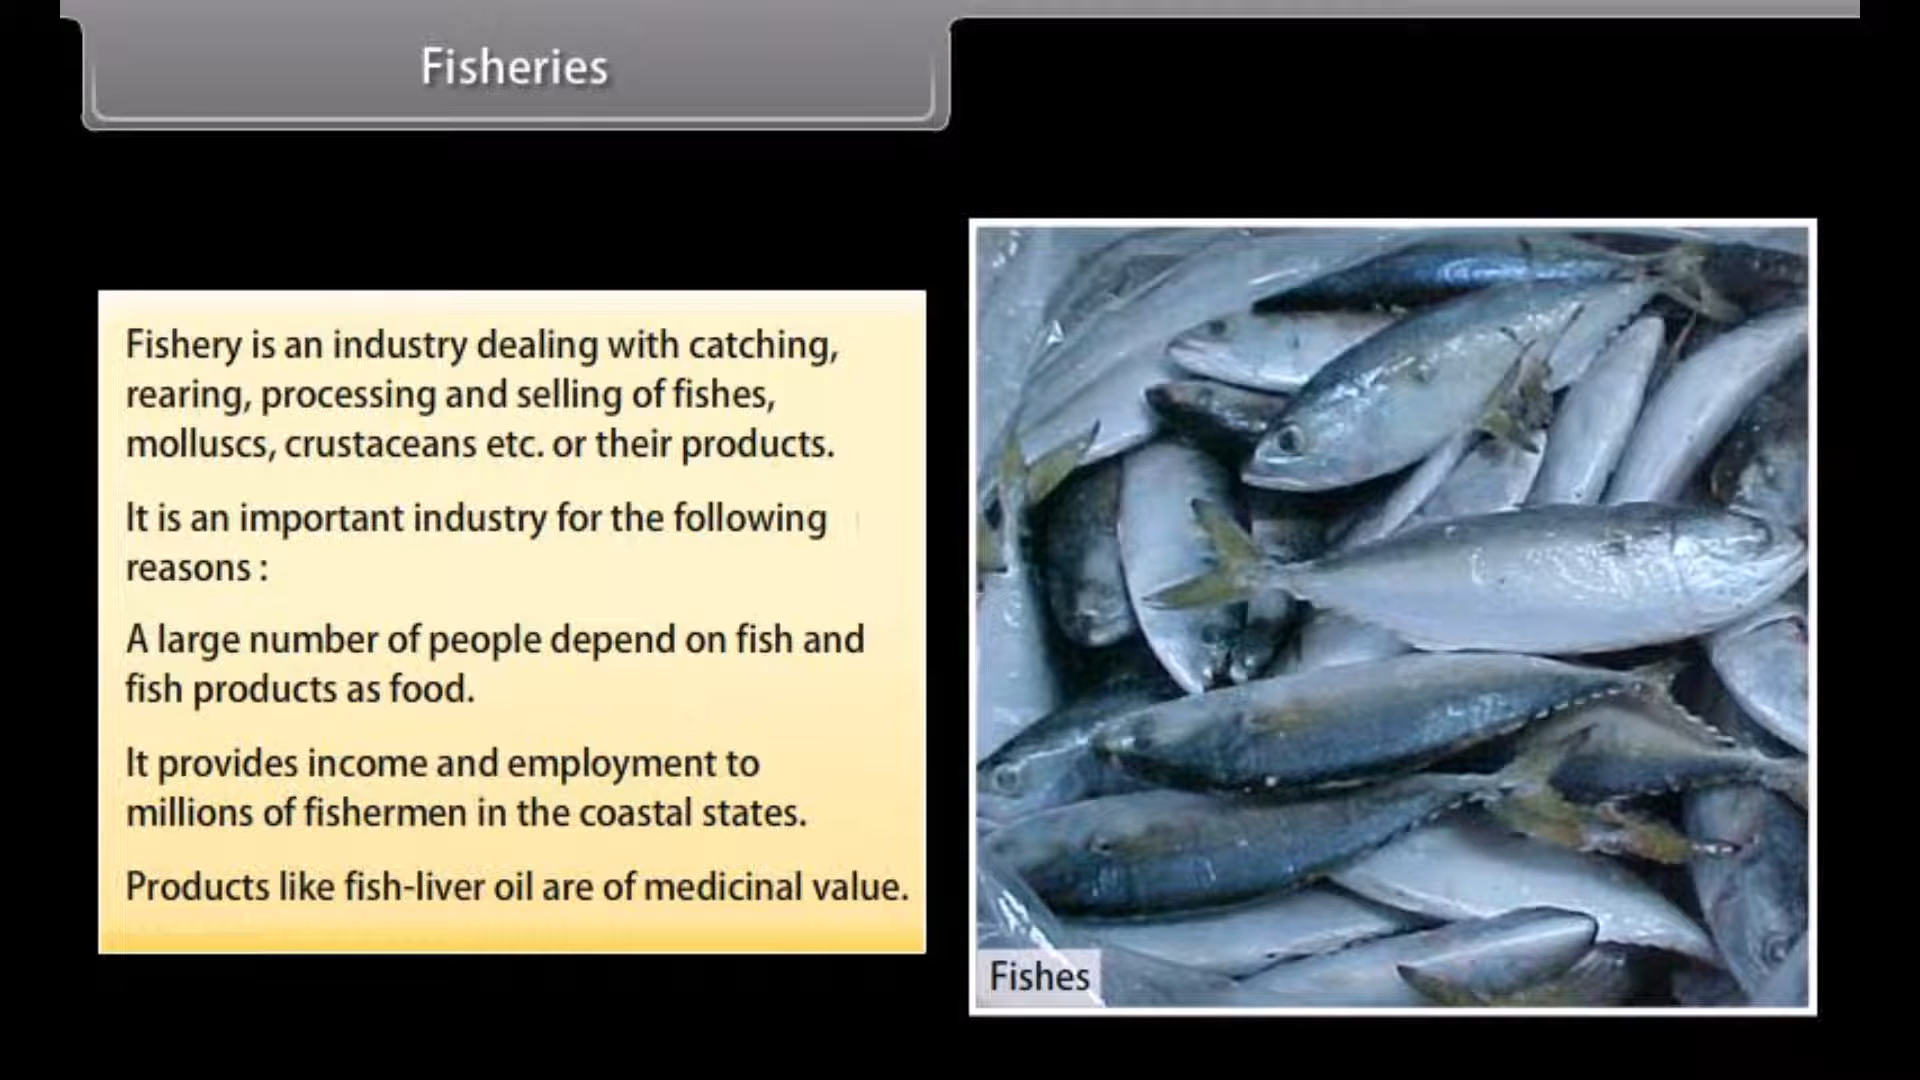 Fisheries
Fishery is an industry dealing with catching,
rearing, processing and selling of fishes,
molluscs, crustaceans etc. or their products.
It is an important industry for the following
reasons :
A large number of people depend on fish and
fish products as food.
It provides income and employment to
millions of fishermen in the coastal states.
Products like fish-liver oil are of medicinal value.
Fishes